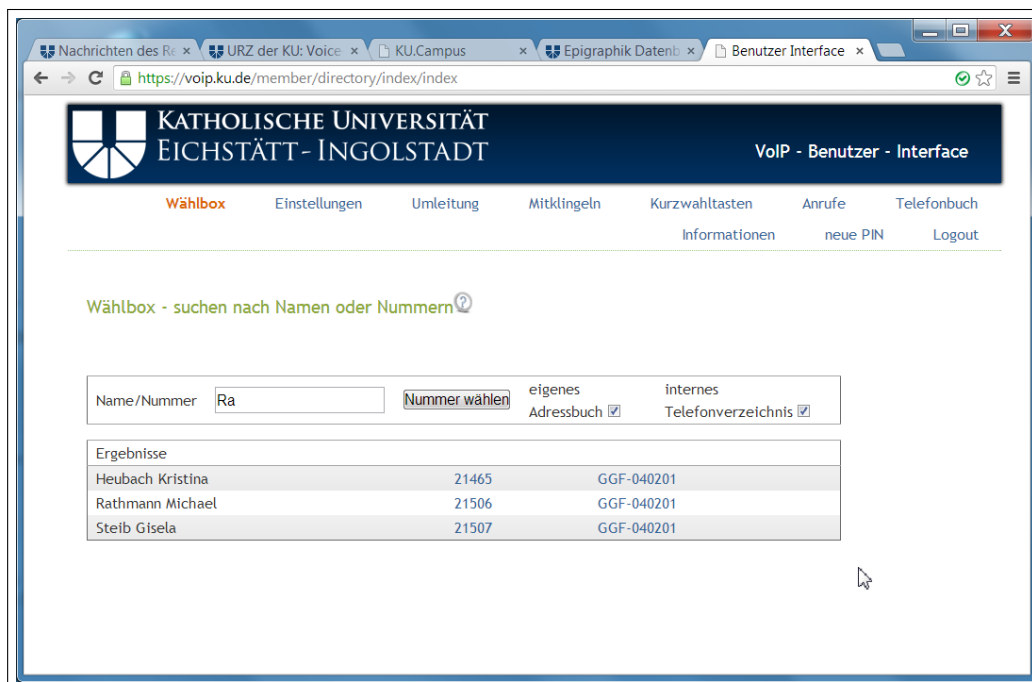 Nachrichten des Re
URZ der KU: Voice
KU.Campus
Epigraphik Datenb
Benutzer Interface
https://voip.ku.de/member/directory/index/index
KATHOLISCHE UNIVERSITÄT
EICHSTÄTT-INGOLSTADT
VoIP - Benutzer - Interface
Wählbox Einstellungen Umleitung Mitklingeln Kurzwahltasten Anrufe Telefonbuch
Informationen neue PIN Logout
Wählbox - suchen nach Namen oder Nummern?
Name/Nummer Ra Nummer wählen eigenes Adressbuch internes Telefonverzeichnis
Ergebnisse
Heubach Kristina 21465 GGF-040201
Rathmann Michael 21506 GGF-040201
Steib Gisela 21507 GGF-040201